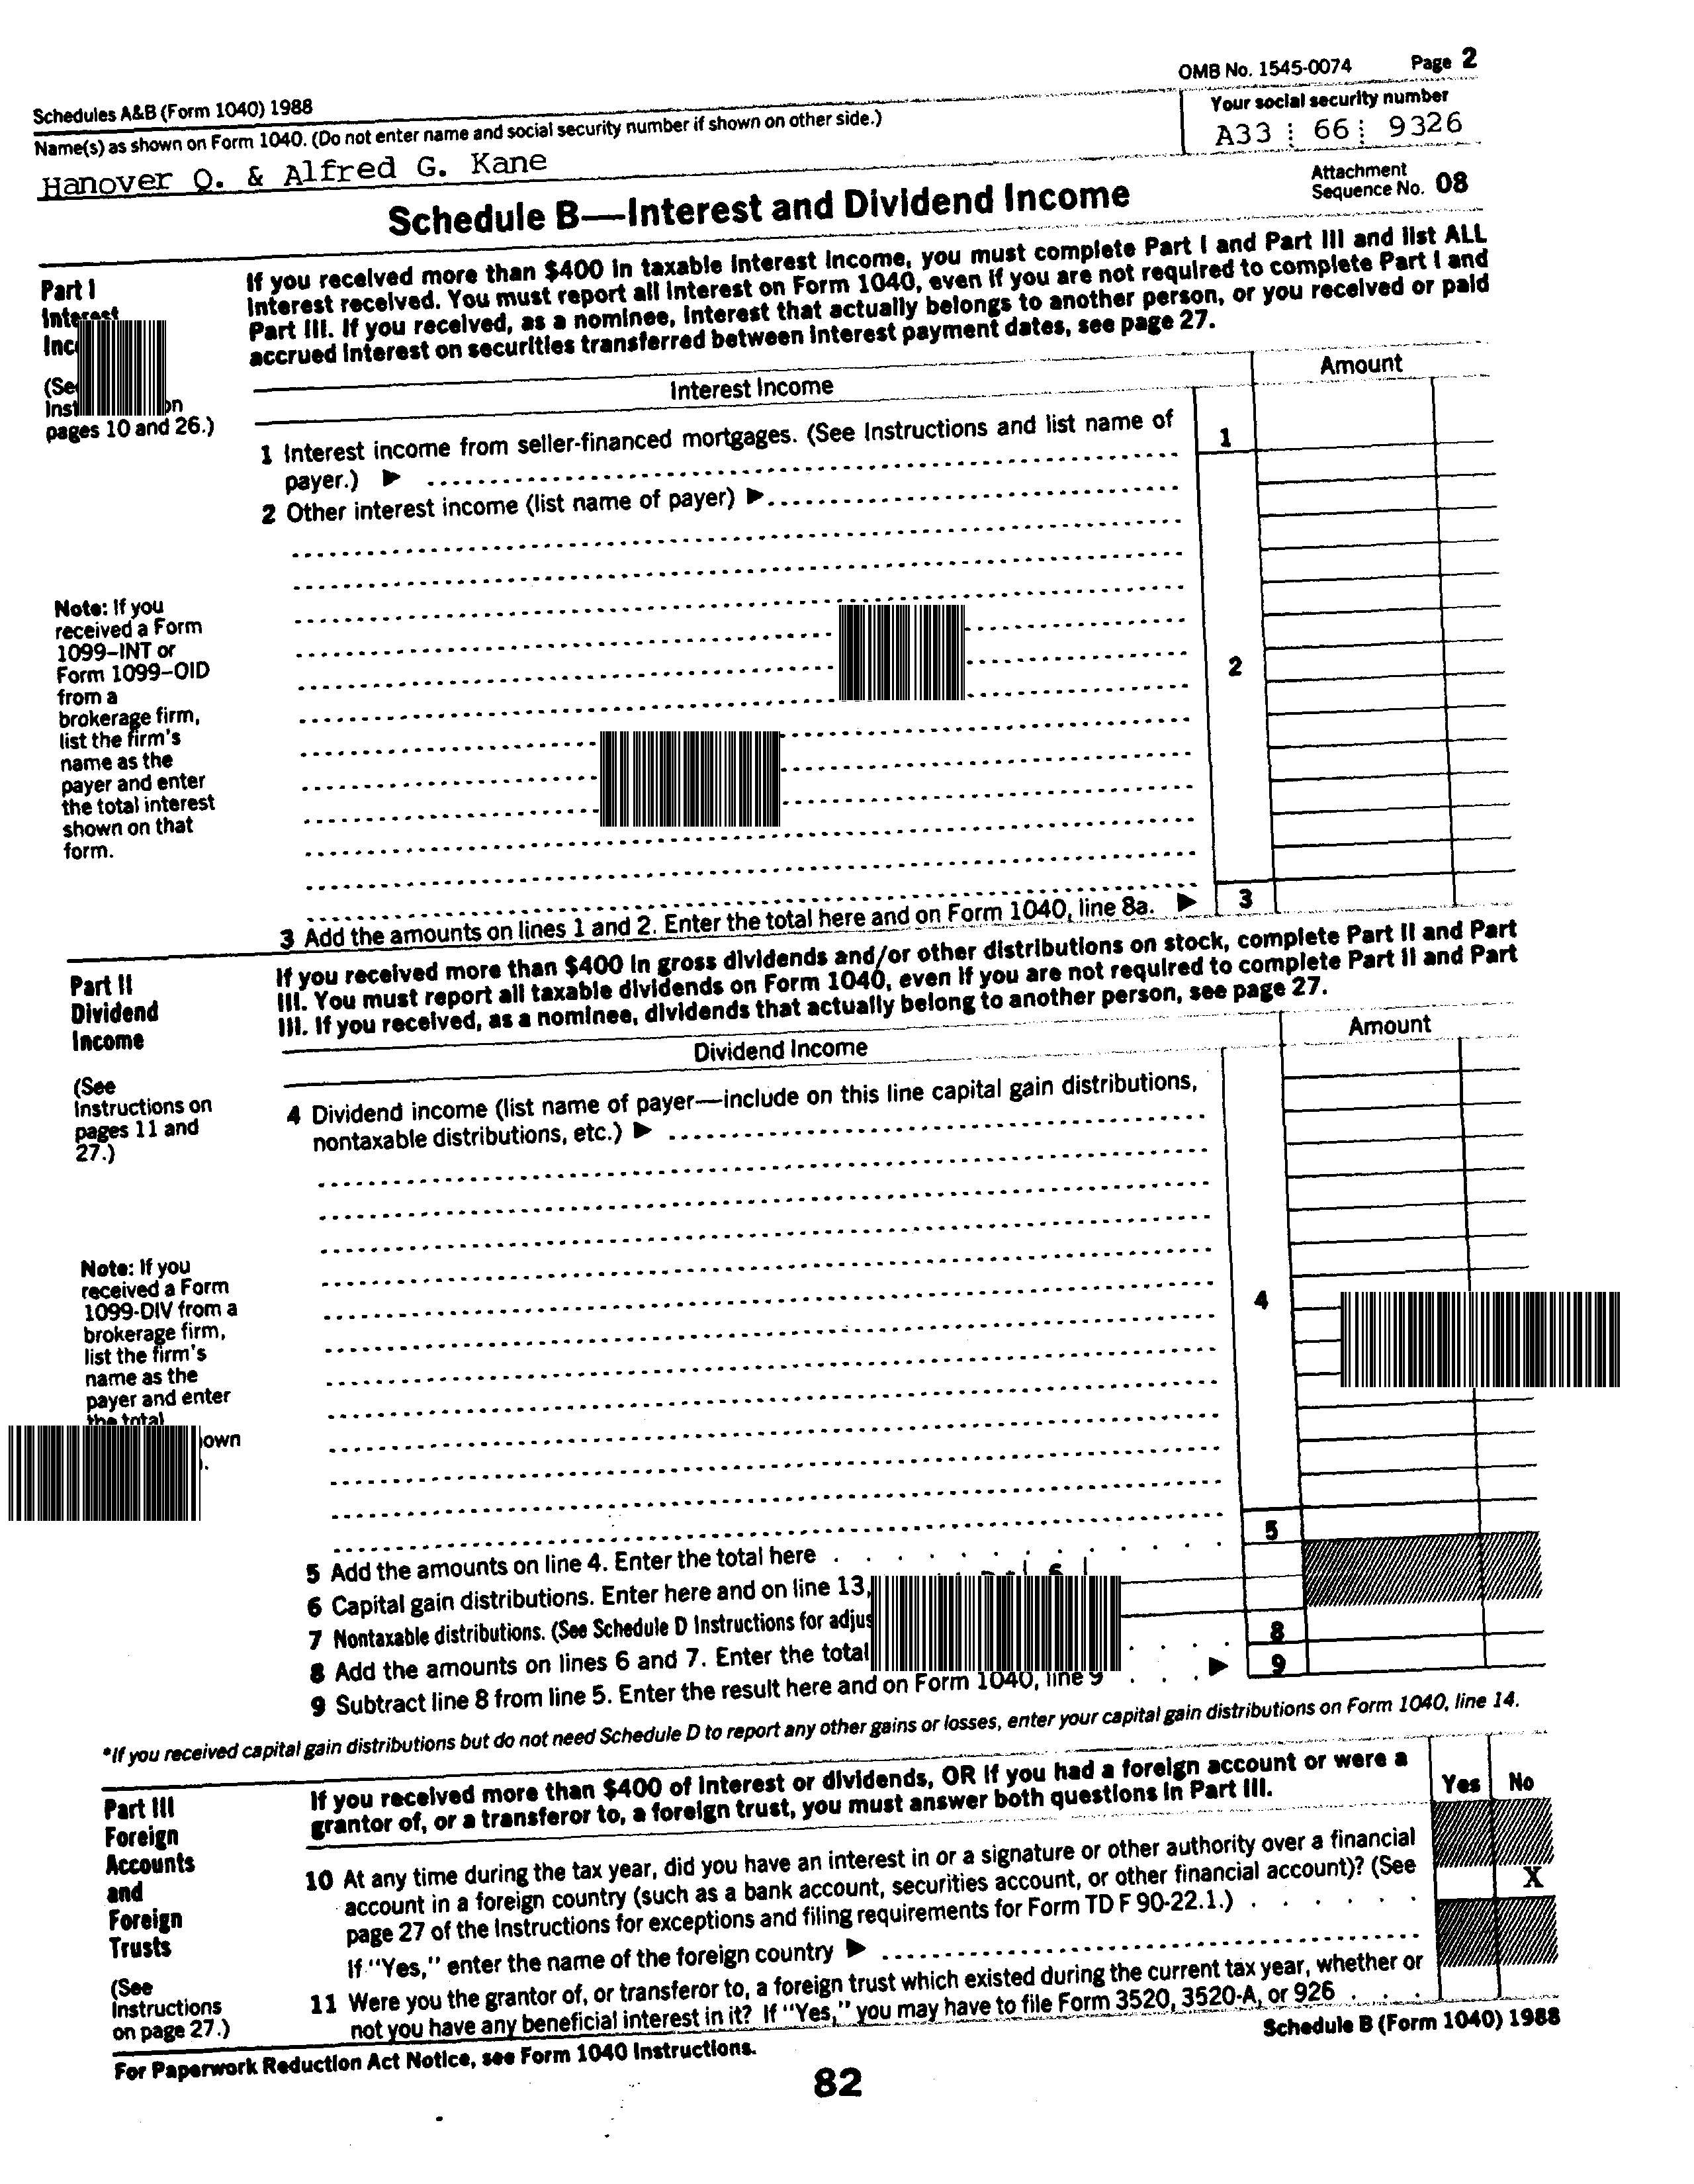 OMB No. 1545-0074 Page 2
Schedules A&B (Form 1040) 1988
Name(s) as shown on Form 1040. (Do not enter name and social security number if shown on other side.)
Your social security number
Hanover Q. & Alfred G. Kane
A33 66 9326
Schedule B—Interest and Dividend Income
Attachment
Sequence No. 08
Part I
Interest
(See
pages 10 and 26.)
If you received more than $400 in taxable interest income, you must complete Part I and Part III and list ALL
interest received. You must report all interest on Form 1040, even if you are not required to complete Part I and
Part III. If you received, as a nominee, interest that actually belongs to another person, or you received or paid
accrued interest on securities transferred between interest payment dates, see page 27.
Interest Income
Amount
1 Interest income from seller-financed mortgages. (See Instructions and list name of
payer.) ▶
1
2 Other interest income (list name of payer) ▶
Note: If you
received a Form
1099–INT or
Form 1099–OID
from a
brokerage firm,
list the firm's
name as the
payer and enter
the total interest
shown on that
form.
2
3 Add the amounts on lines 1 and 2. Enter the total here and on Form 1040, line 8a. ▶ 3
Part II
Dividend
Income
(See
Instructions on
pages 11 and
27.)
If you received more than $400 in gross dividends and/or other distributions on stock, complete Part II and Part
III. You must report all taxable dividends on Form 1040, even if you are not required to complete Part II and Part
III. If you received, as a nominee, dividends that actually belong to another person, see page 27.
Dividend Income
Amount
4 Dividend income (list name of payer—include on this line capital gain distributions,
nontaxable distributions, etc.) ▶
Note: If you
received a Form
1099-DIV from a
brokerage firm,
list the firm's
name as the
payer and enter
the total
4
5 Add the amounts on line 4. Enter the total here 5
6 Capital gain distributions. Enter here and on line 13,
7 Nontaxable distributions. (See Schedule D Instructions for
8 Add the amounts on lines 6 and 7. Enter the total 8
9 Subtract line 8 from line 5. Enter the result here and on Form 1040, line 9 ▶ 9
*If you received capital gain distributions but do not need Schedule D to report any other gains or losses, enter your capital gain distributions on Form 1040, line 14.
Part III
Foreign
Accounts
and
Foreign
Trusts
(See
Instructions
on page 27.)
If you received more than $400 of interest or dividends, OR if you had a foreign account or were a
grantor of, or a transferor to, a foreign trust, you must answer both questions in Part III.
Yes No
10 At any time during the tax year, did you have an interest in or a signature or other authority over a financial
account in a foreign country (such as a bank account, securities account, or other financial account)? (See
page 27 of the Instructions for exceptions and filing requirements for Form TD F 90-22.1.)
X
If "Yes," enter the name of the foreign country ▶
11 Were you the grantor of, or transferor to, a foreign trust which existed during the current tax year, whether or
not you have any beneficial interest in it? If "Yes," you may have to file Form 3520, 3520-A, or 926
For Paperwork Reduction Act Notice, see Form 1040 Instructions.
Schedule B (Form 1040) 1988
82